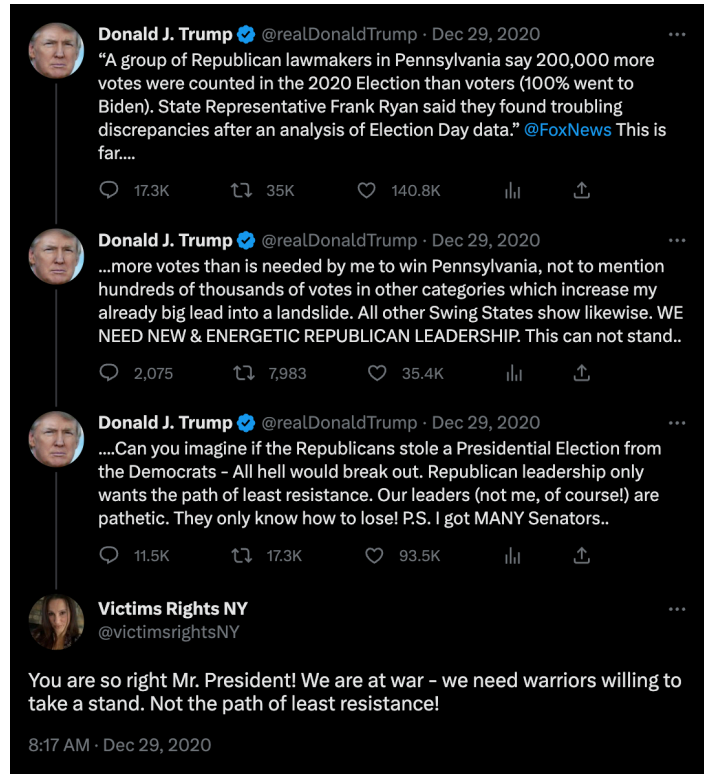 Donald J. Trump @realDonaldTrump · Dec 29, 2020
“A group of Republican lawmakers in Pennsylvania say 200,000 more
votes were counted in the 2020 Election than voters (100% went to
Biden). State Representative Frank Ryan said they found troubling
discrepancies after an analysis of Election Day data.” @FoxNews This is
far....
17.3K 35K 140.8K
Donald J. Trump @realDonaldTrump · Dec 29, 2020
...more votes than is needed by me to win Pennsylvania, not to mention
hundreds of thousands of votes in other categories which increase my
already big lead into a landslide. All other Swing States show likewise. WE
NEED NEW & ENERGETIC REPUBLICAN LEADERSHIP. This can not stand..
2,075 7,983 35.4K
Donald J. Trump @realDonaldTrump · Dec 29, 2020
....Can you imagine if the Republicans stole a Presidential Election from
the Democrats - All hell would break out. Republican leadership only
wants the path of least resistance. Our leaders (not me, of course!) are
pathetic. They only know how to lose! P.S. I got MANY Senators..
11.5K 17.3K 93.5K
Victims Rights NY
@victimsrightsNY
You are so right Mr. President! We are at war - we need warriors willing to
take a stand. Not the path of least resistance!
8:17 AM · Dec 29, 2020